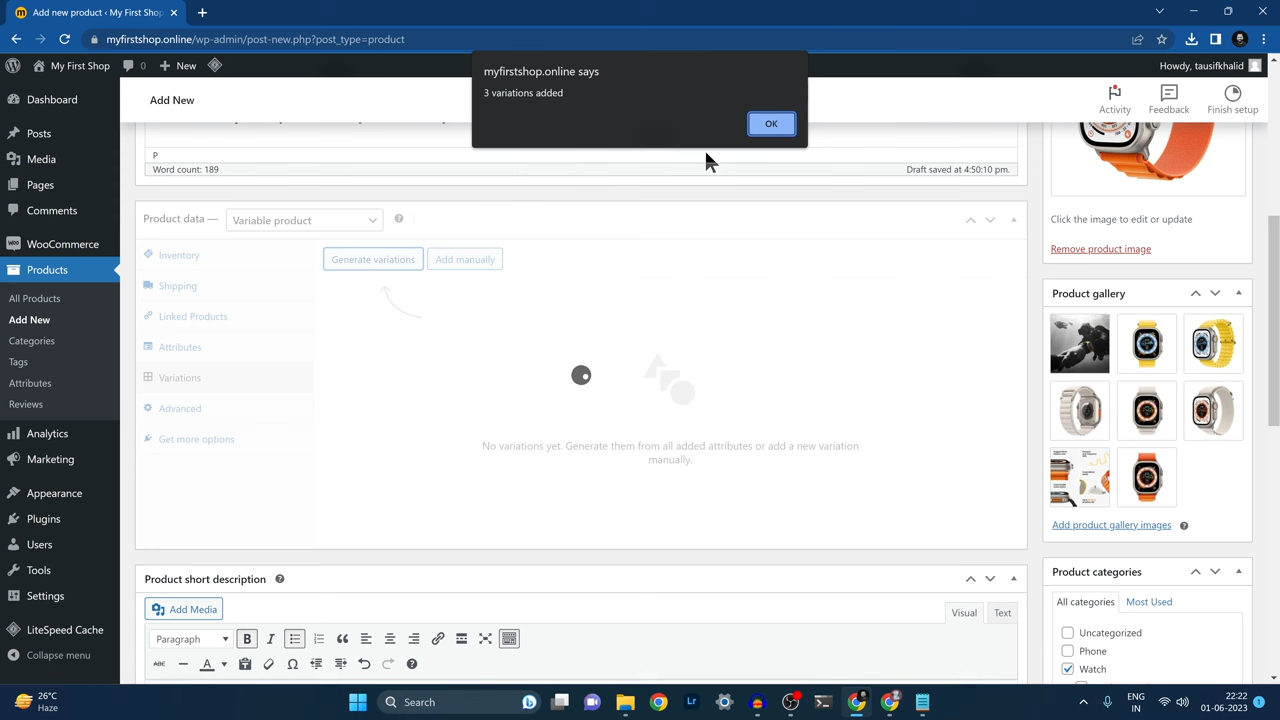 Add new product ‹ My First Shop
myfirstshop.online/wp-admin/post-new.php?post_type=product
My First Shop
0
New
Howdy, tausifkhalid
myfirstshop.online says
3 variations added
OK
Add New
Activity
Feedback
Finish setup
Dashboard
Posts
Media
Pages
Comments
WooCommerce
Products
All Products
Add New
Categories
Tags
Attributes
Reviews
Analytics
Marketing
Appearance
Plugins
Users
Tools
Settings
LiteSpeed Cache
Collapse menu
P
Word count: 189
Draft saved at 4:50:10 pm.
Product data —
Variable product
Inventory
Shipping
Linked Products
Attributes
Variations
Advanced
Get more options
Generate variations
Add manually
No variations yet. Generate them from all added attributes or add a new variation
manually.
Product short description
Add Media
Visual
Text
Paragraph
B
I
ABC
A
Click the image to edit or update
Remove product image
Product gallery
Add product gallery images
Product categories
All categories
Most Used
Uncategorized
Phone
Watch
26°C
Haze
Search
Lr
ENG
IN
22:22
01-06-2023
1